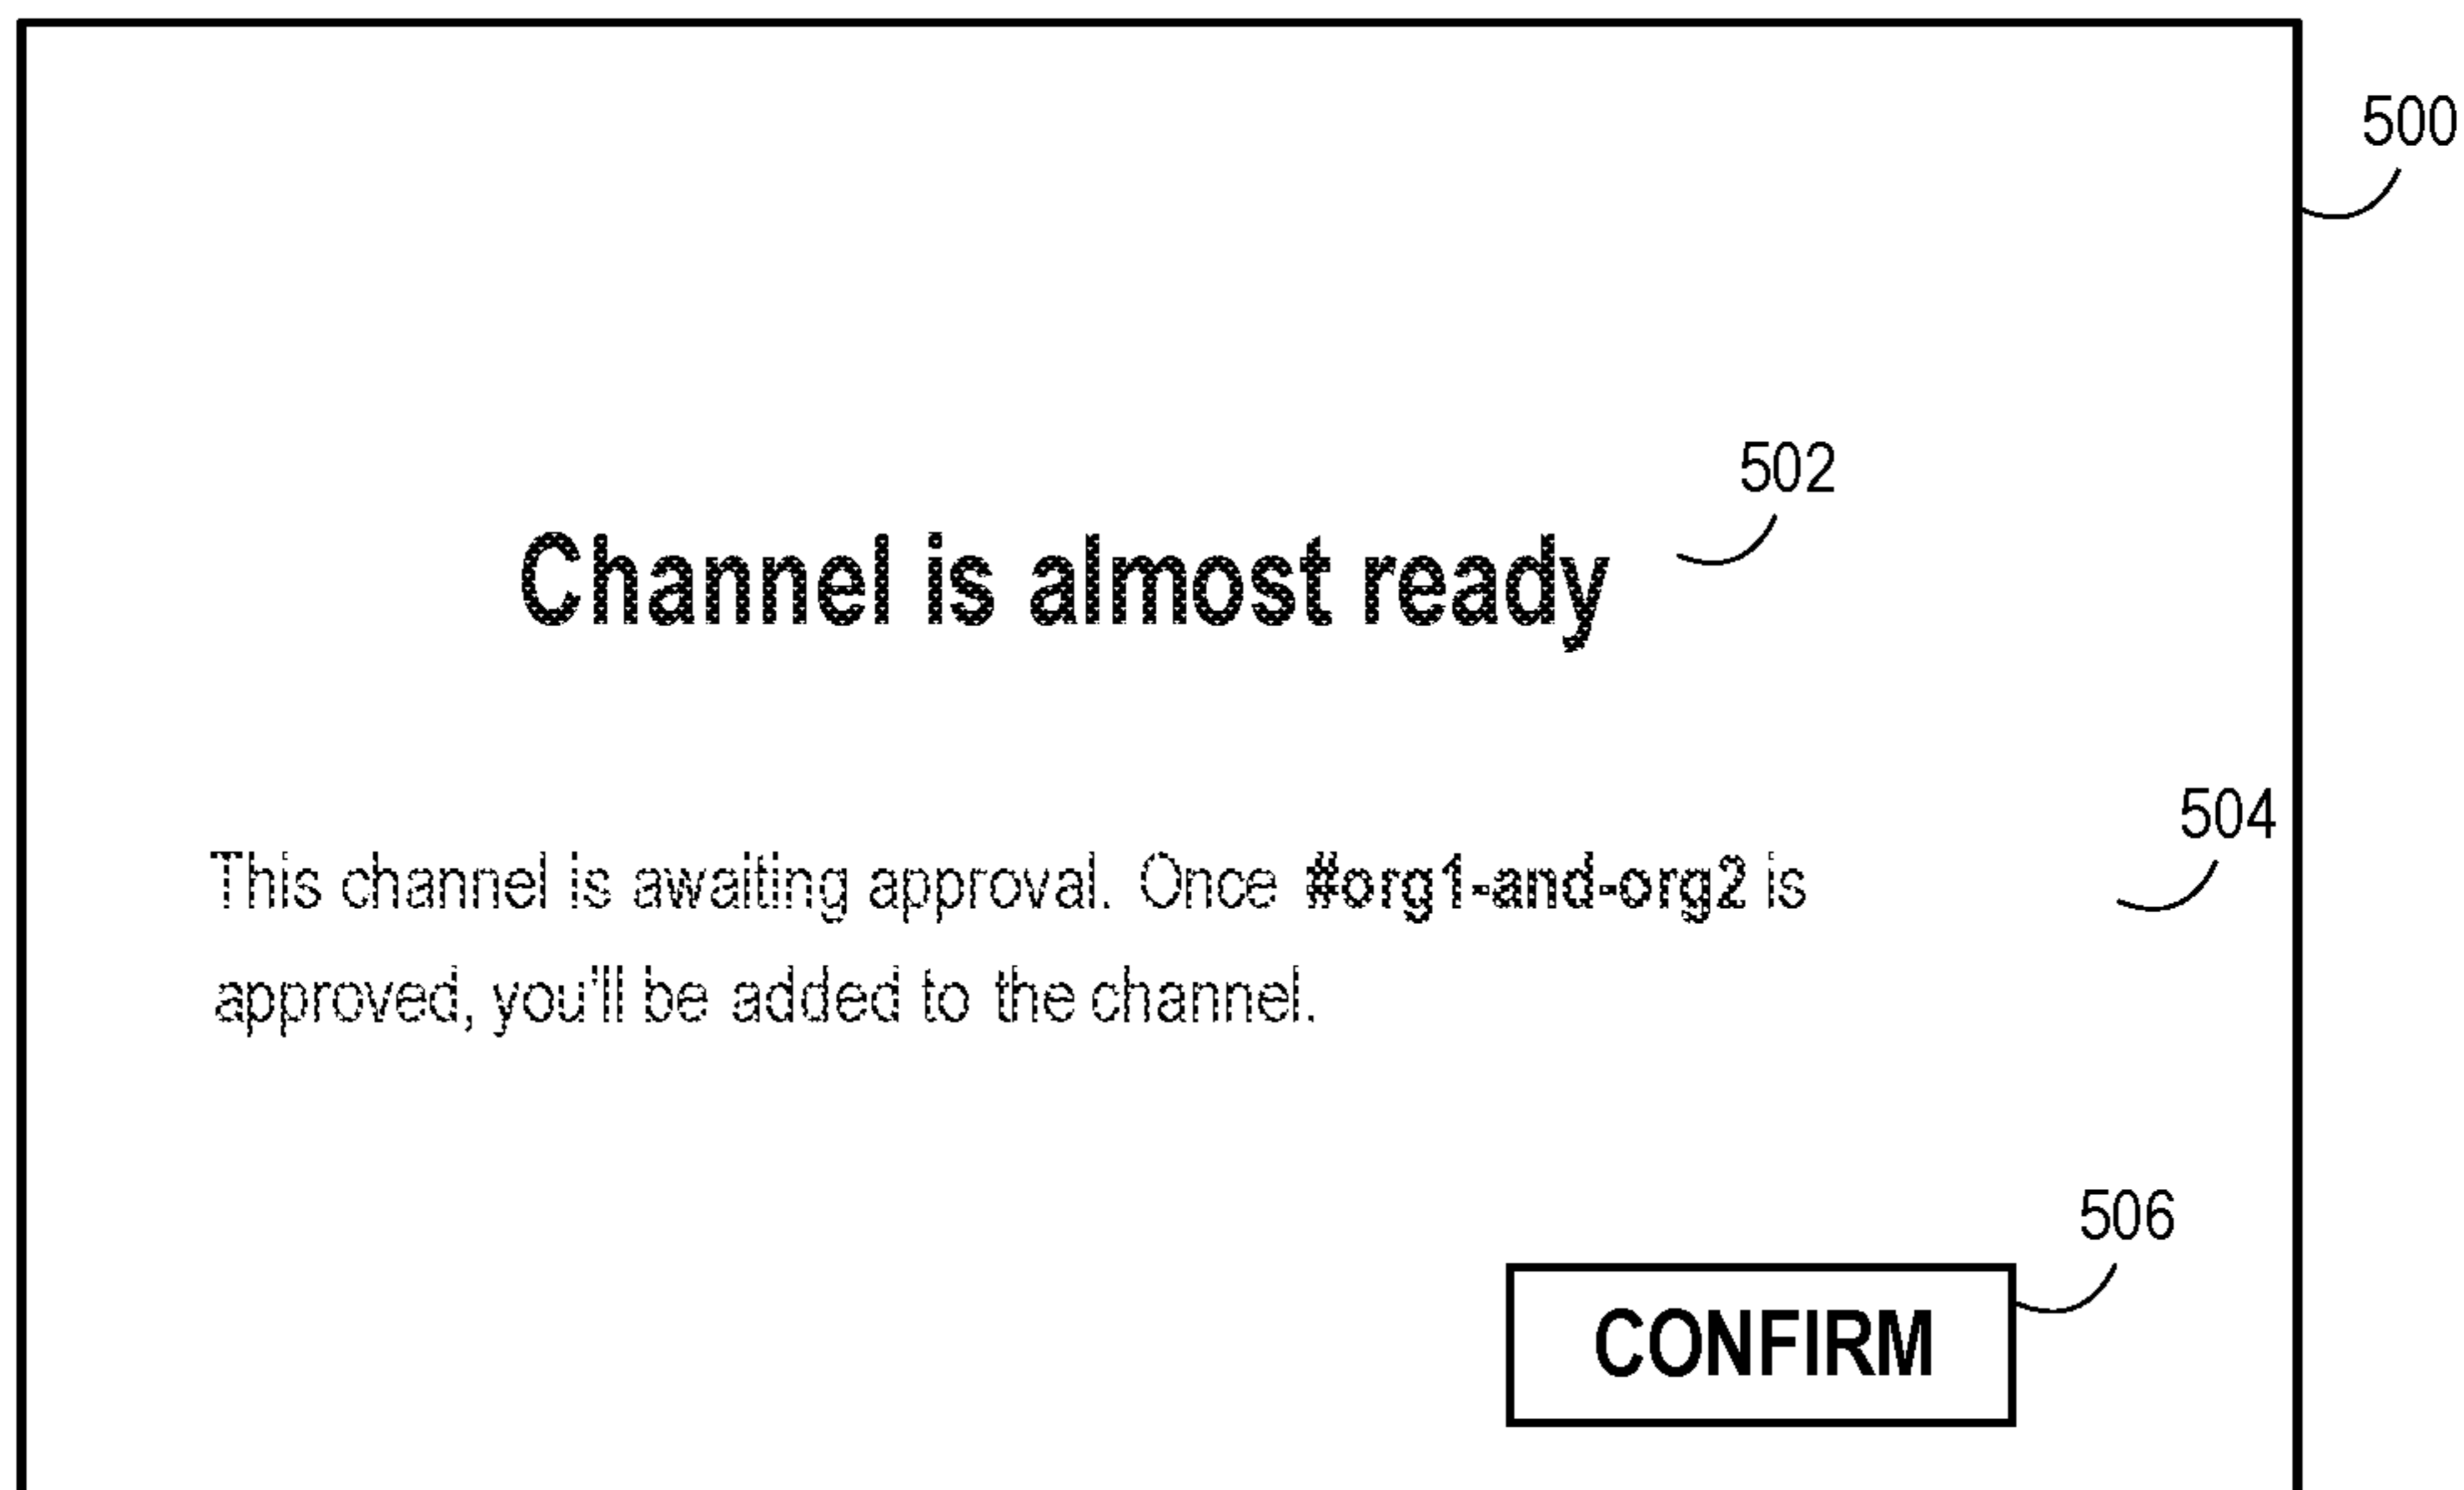 500
502
Channel is almost ready
504
This channel is awaiting approval. Once #org1-and-org2 is
approved, you'll be added to the channel.
506
CONFIRM